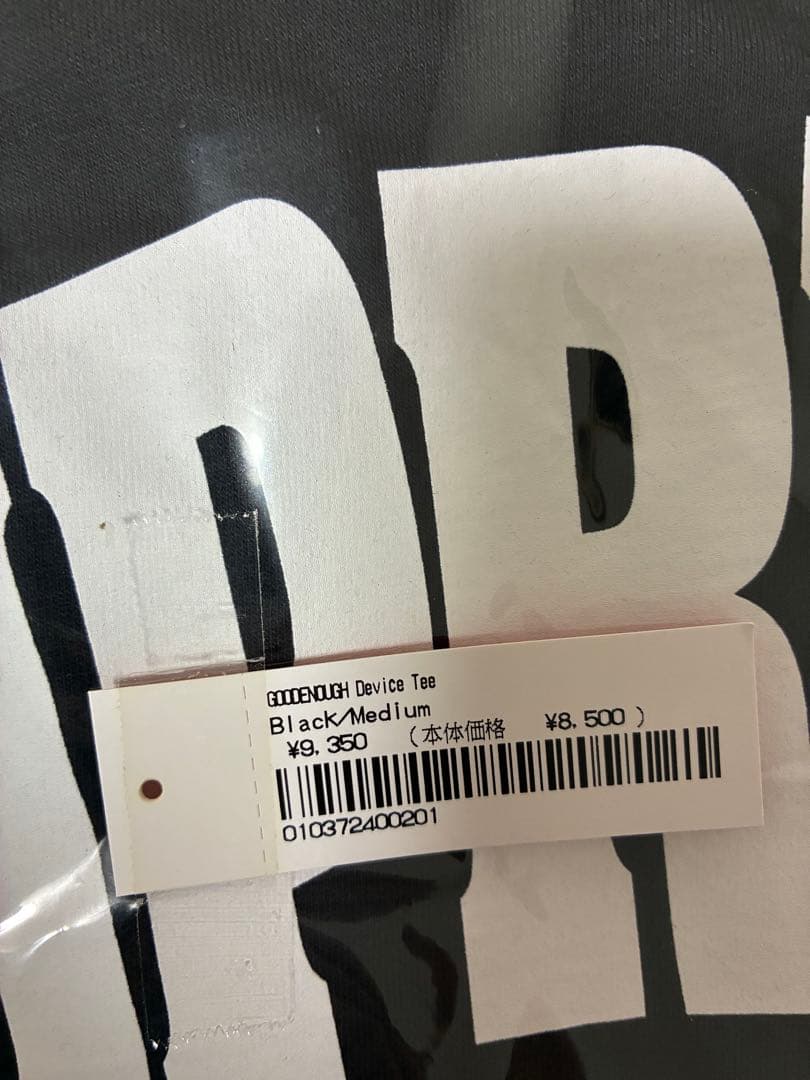 GOODENOUGH Device Tee
Black/Medium
¥9,350 (本体価格 ¥8,500 )
010372400201